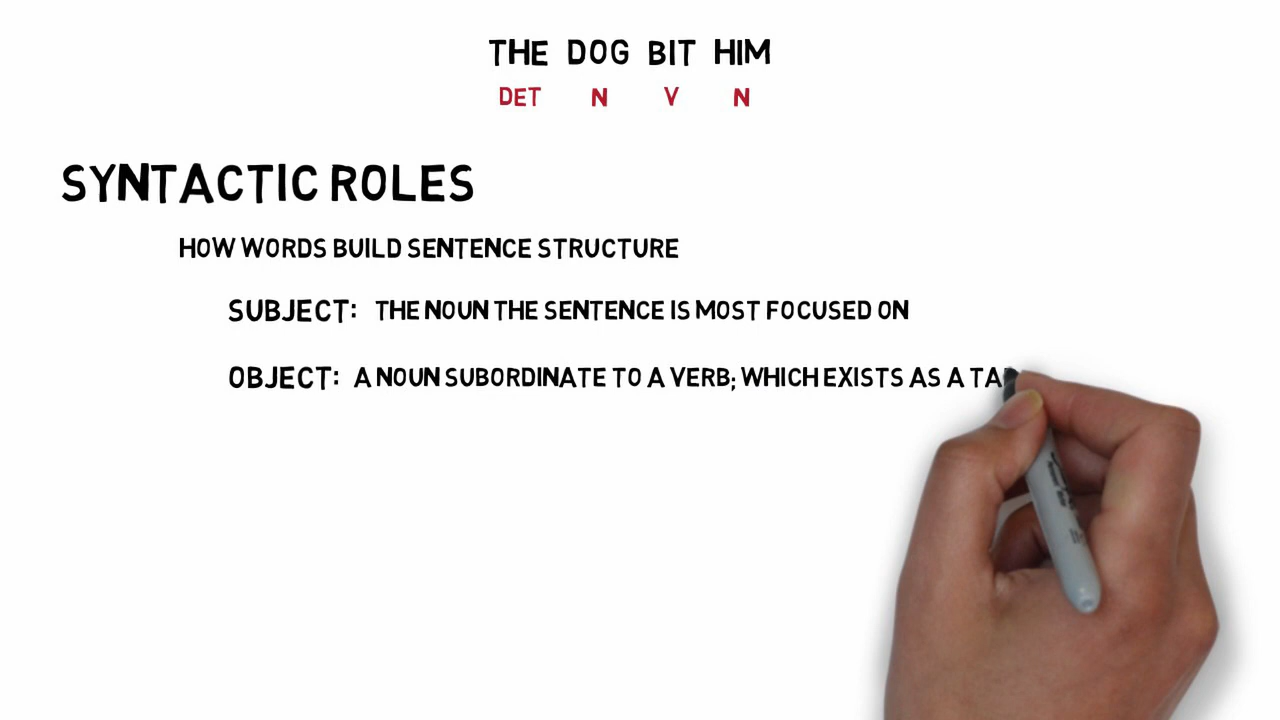 THE DOG BIT HIM
DET N V N
SYNTACTIC ROLES
HOW WORDS BUILD SENTENCE STRUCTURE
SUBJECT: THE NOUN THE SENTENCE IS MOST FOCUSED ON
OBJECT: A NOUN SUBORDINATE TO A VERB; WHICH EXISTS AS A